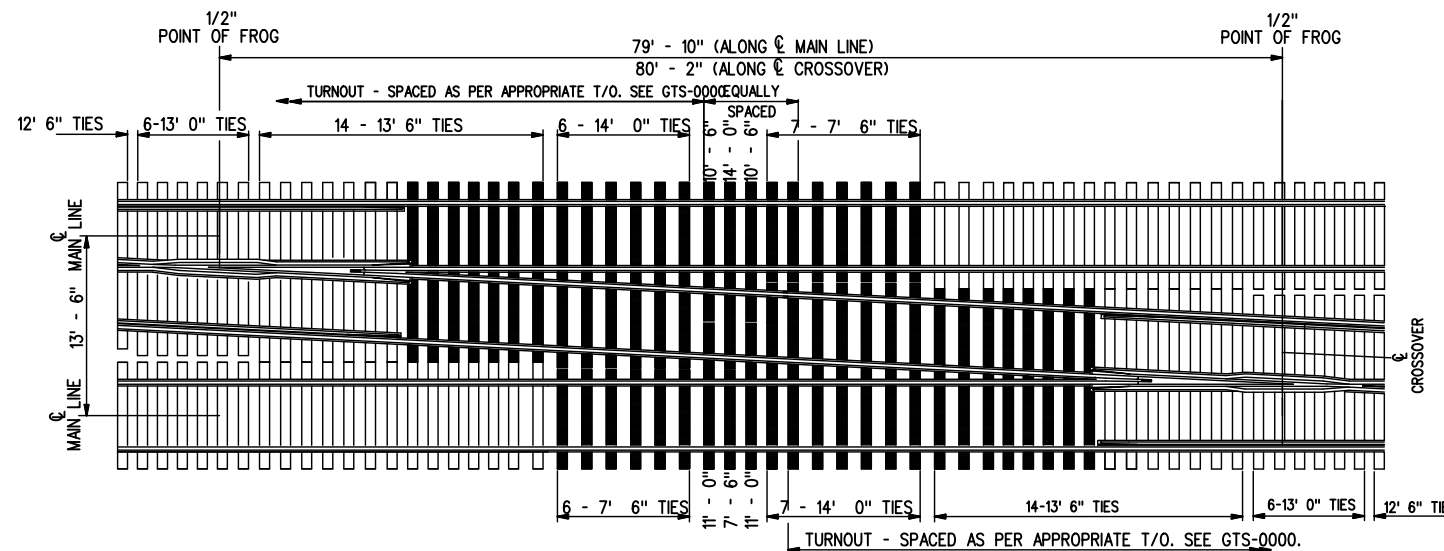 1/2"
POINT OF FROG
1/2"
POINT OF FROG
79' - 10" (ALONG ℄ MAIN LINE)
80' - 2" (ALONG ℄ CROSSOVER)
TURNOUT - SPACED AS PER APPROPRIATE T/O. SEE GTS-0000
EQUALLY
SPACED
12' 6" TIES
6-13' 0" TIES
14 - 13' 6" TIES
6 - 14' 0" TIES
10' - 6"
14' - 0"
10' - 6"
7 - 7' 6" TIES
℄
MAIN LINE
13' - 6"
℄
MAIN LINE
℄
CROSSOVER
6 - 7' 6" TIES
11' - 0"
7' - 6"
11' - 0"
7 - 14' 0" TIES
14-13' 6" TIES
6-13' 0" TIES
12' 6" TIE
TURNOUT - SPACED AS PER APPROPRIATE T/O. SEE GTS-0000.